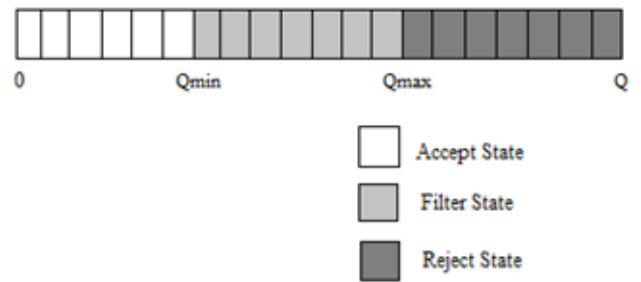 0 Qmin Qmax Q
Accept State
Filter State
Reject State